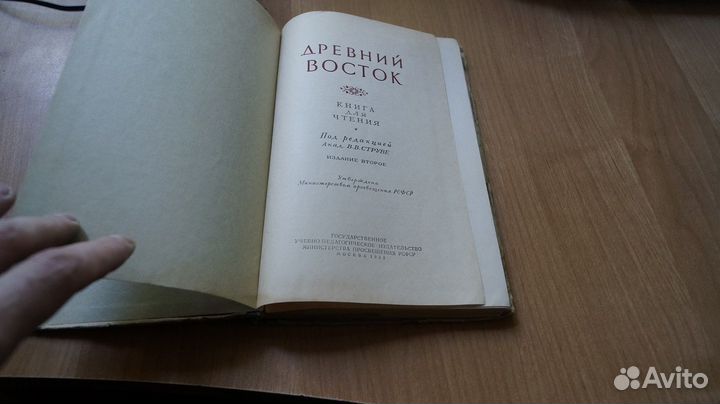 ДРЕВНИЙ
ВОСТОК
КНИГА
ДЛЯ
ЧТЕНИЯ
Под редакцией
Акад. В.В.СТРУВЕ
ИЗДАНИЕ ВТОРОЕ
Утверждено
Министерством просвещения РСФСР
ГОСУДАРСТВЕННОЕ
УЧЕБНО-ПЕДАГОГИЧЕСКОЕ ИЗДАТЕЛЬСТВО
МИНИСТЕРСТВА ПРОСВЕЩЕНИЯ РСФСР
МОСКВА
Avito